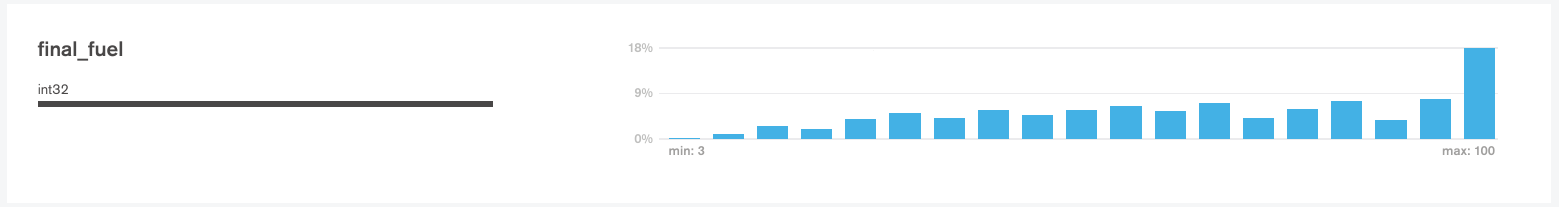 final_fuel
int32
18%
9%
0%
min: 3
max: 100